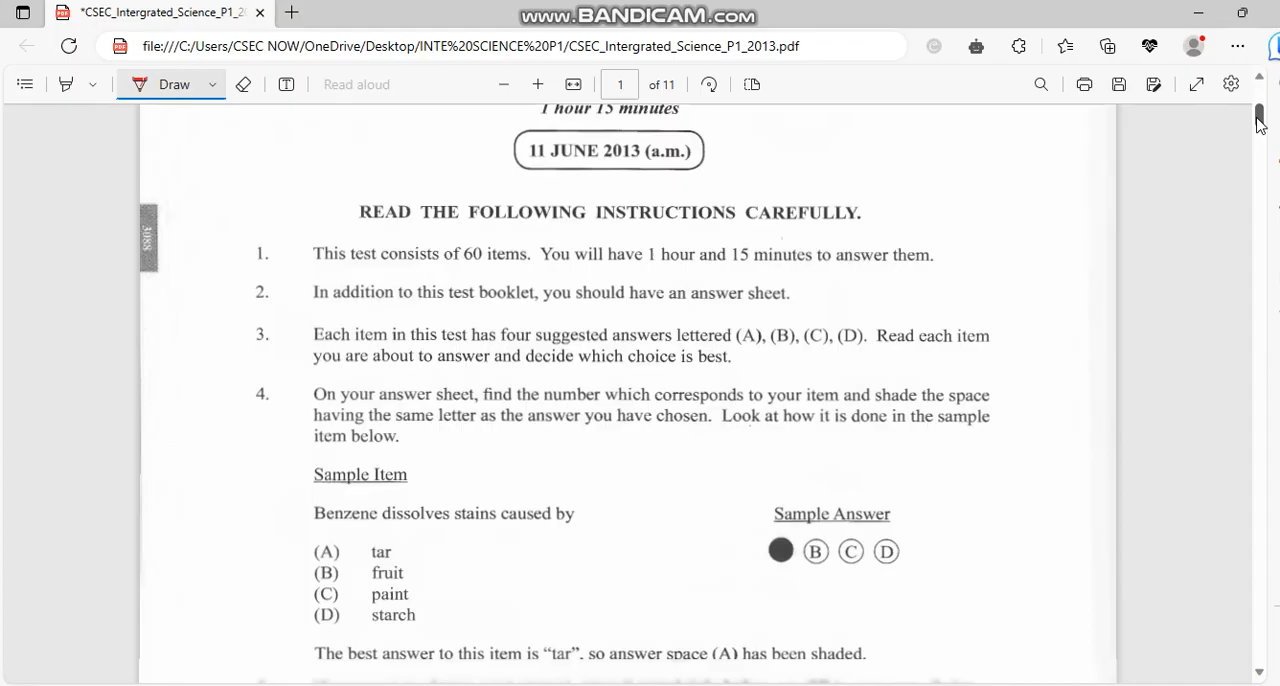 *CSEC_Intergrated_Science_P1_20
www.BANDICAM.com
file:///C:/Users/CSEC NOW/OneDrive/Desktop/INTE%20SCIENCE%20P1/CSEC_Intergrated_Science_P1_2013.pdf
Draw
Read aloud
1 of 11
1 hour 15 minutes
11 JUNE 2013 (a.m.)
READ THE FOLLOWING INSTRUCTIONS CAREFULLY.
3088
1. This test consists of 60 items. You will have 1 hour and 15 minutes to answer them.
2. In addition to this test booklet, you should have an answer sheet.
3. Each item in this test has four suggested answers lettered (A), (B), (C), (D). Read each item
you are about to answer and decide which choice is best.
4. On your answer sheet, find the number which corresponds to your item and shade the space
having the same letter as the answer you have chosen. Look at how it is done in the sample
item below.
Sample Item
Benzene dissolves stains caused by
Sample Answer
(A) tar
B C D
(B) fruit
(C) paint
(D) starch
The best answer to this item is “tar”, so answer space (A) has been shaded.